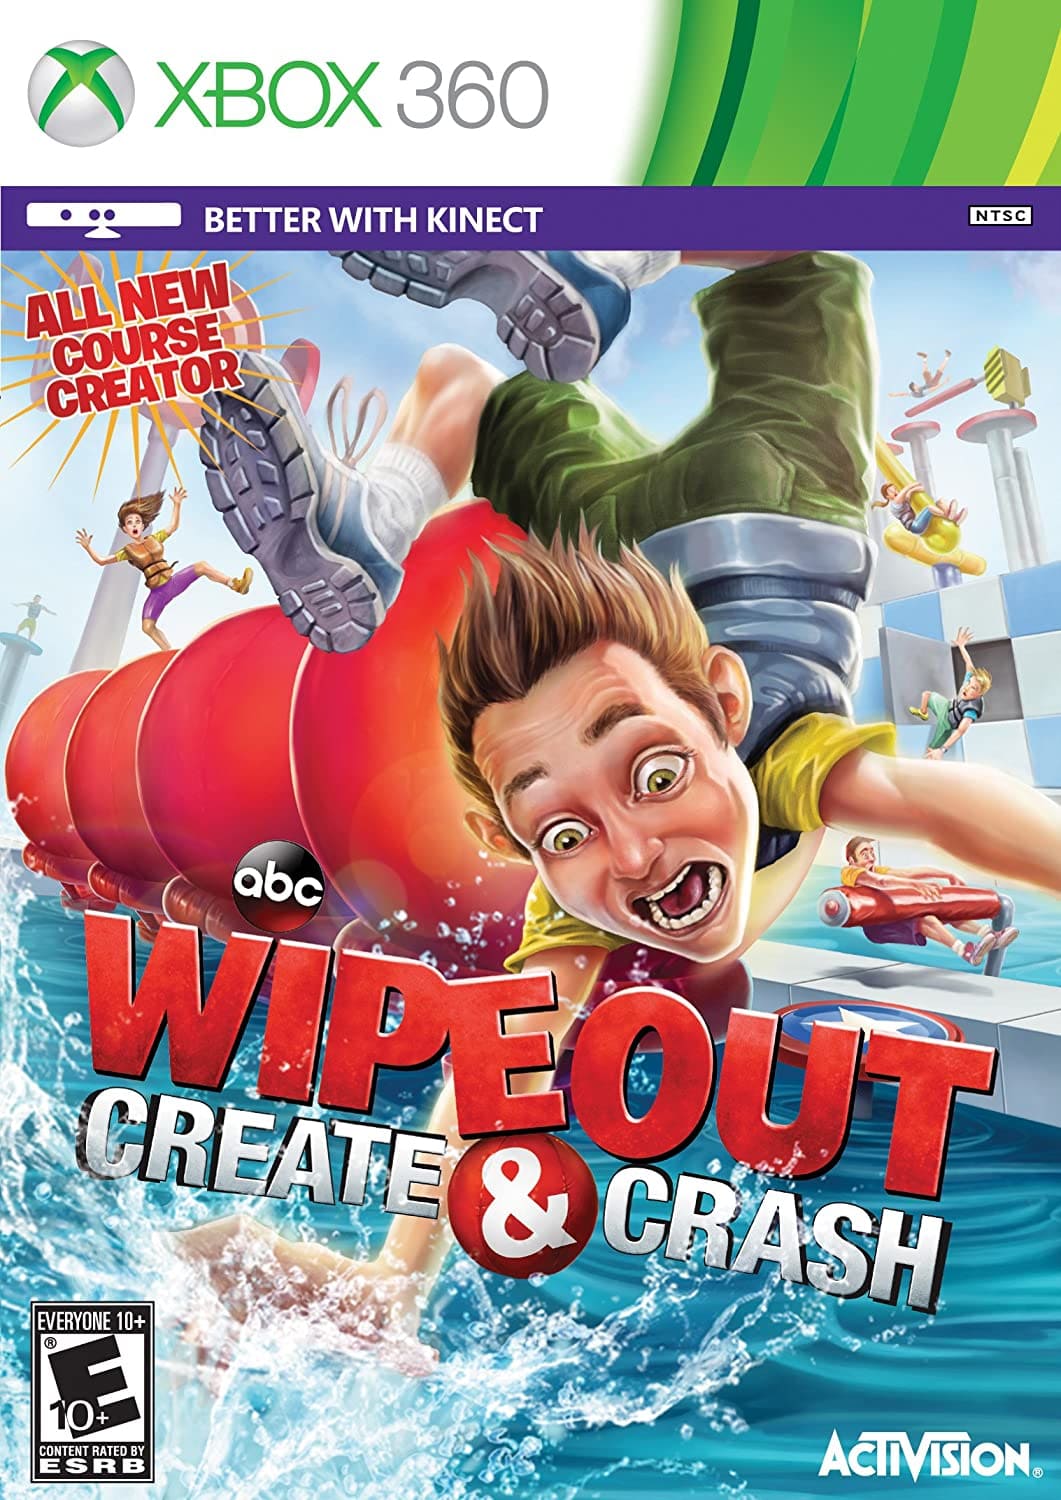 XBOX 360
BETTER WITH KINECT
NTSC
ALL NEW
COURSE
CREATOR
abc
WIPEOUT
CREATE & CRASH
EVERYONE 10+
E
10+
®
CONTENT RATED BY
ESRB
ACTIVISION®